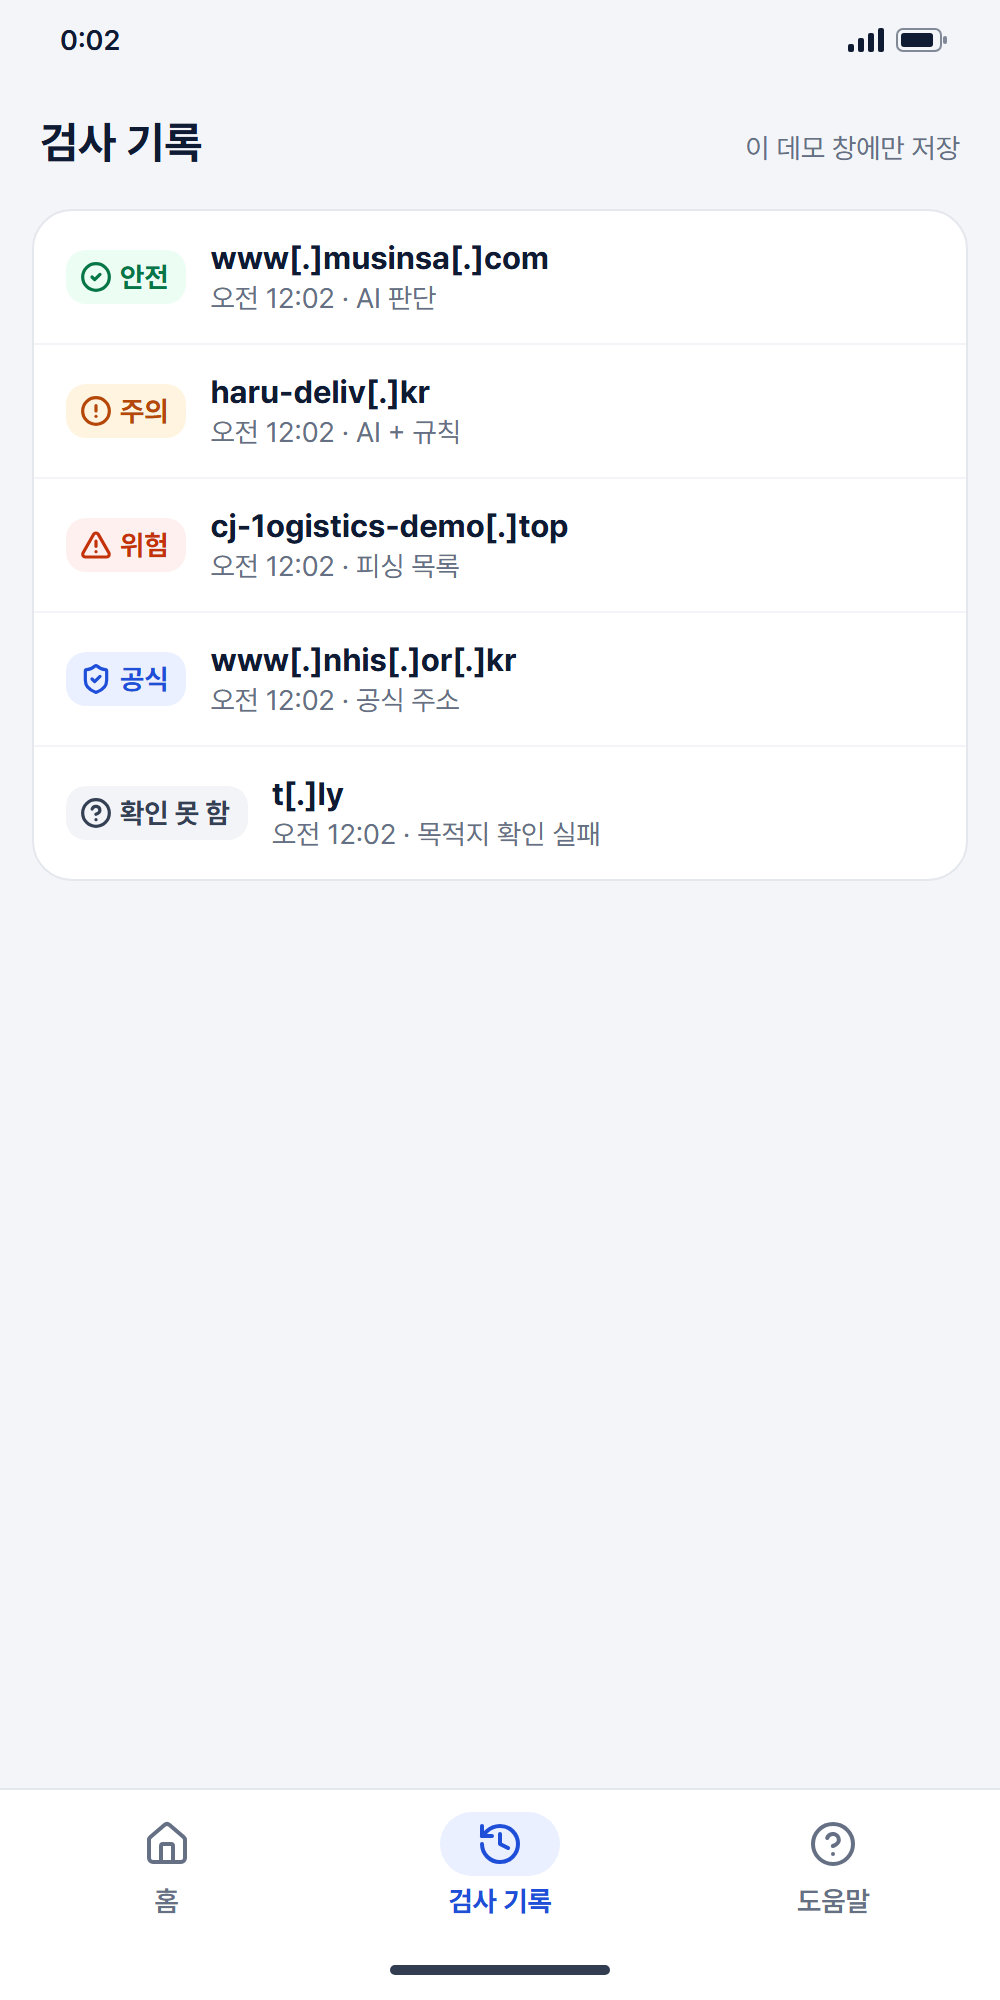 0:02
검사 기록
이 데모 창에만 저장
안전
www[.]musinsa[.]com
오전 12:02 · AI 판단
주의
haru-deliv[.]kr
오전 12:02 · AI + 규칙
위험
cj-1ogistics-demo[.]top
오전 12:02 · 피싱 목록
공식
www[.]nhis[.]or[.]kr
오전 12:02 · 공식 주소
확인 못 함
t[.]ly
오전 12:02 · 목적지 확인 실패
홈
검사 기록
도움말